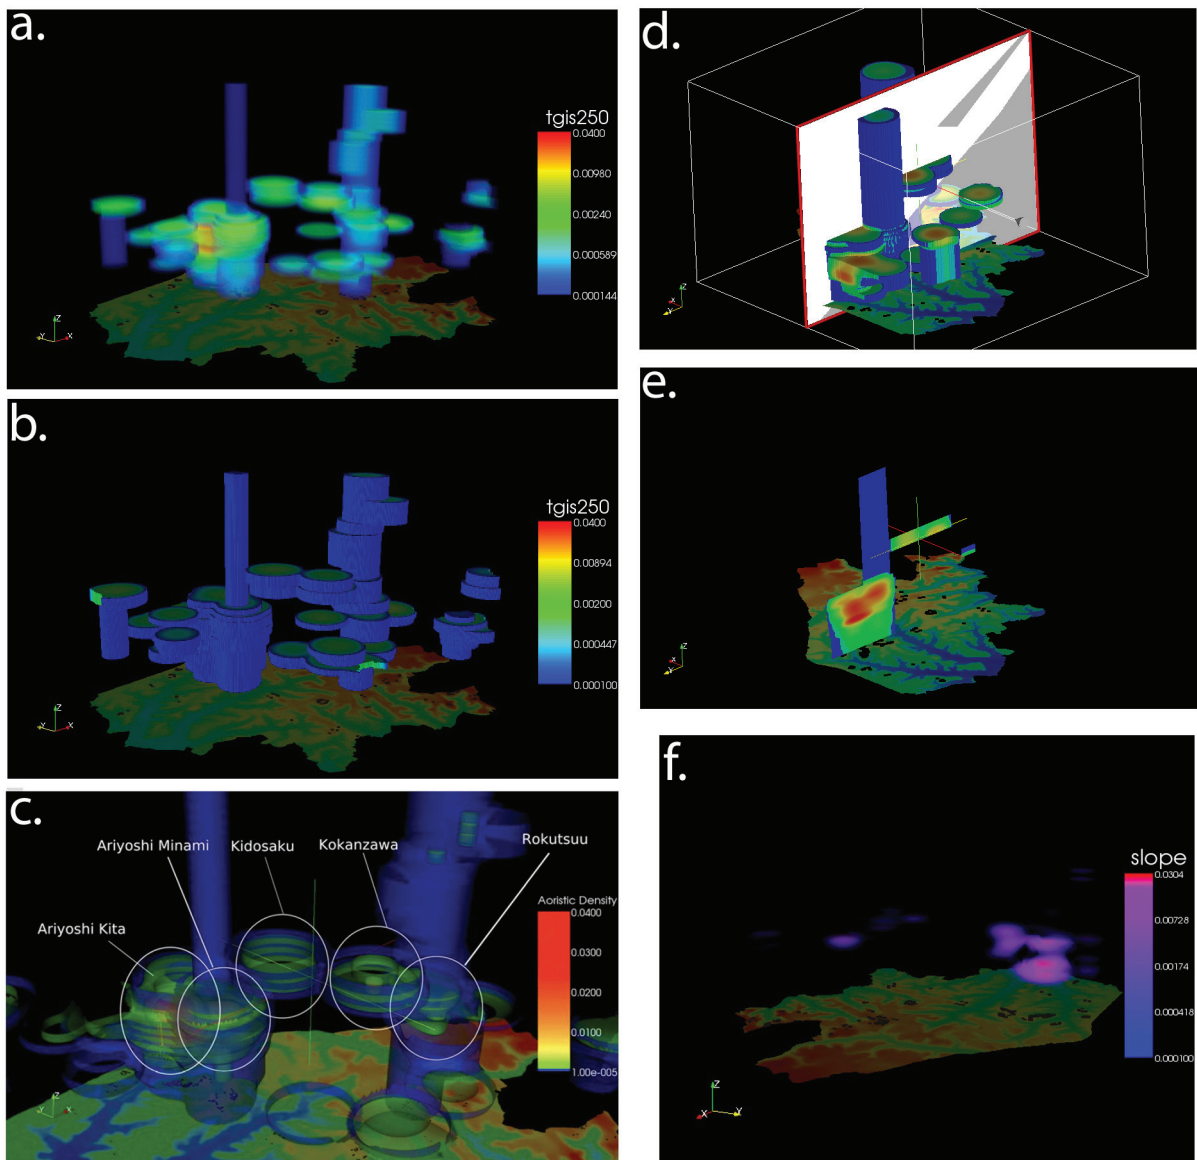 a.
tgis250
0.0400
0.00980
0.00240
0.000589
0.000144
Z
Y
X
b.
tgis250
0.0400
0.00894
0.00200
0.000447
0.000100
Z
Y
X
c.
Ariyoshi Minami
Kidosaku
Kokanzawa
Rokutsuu
Ariyoshi Kita
Aoristic Density
0.0400
0.0300
0.0200
0.0100
1.00e-005
Z
Y
X
d.
Z
X
Y
e.
Z
X
Y
f.
slope
0.0304
0.00728
0.00174
0.000418
0.000100
Z
X
Y